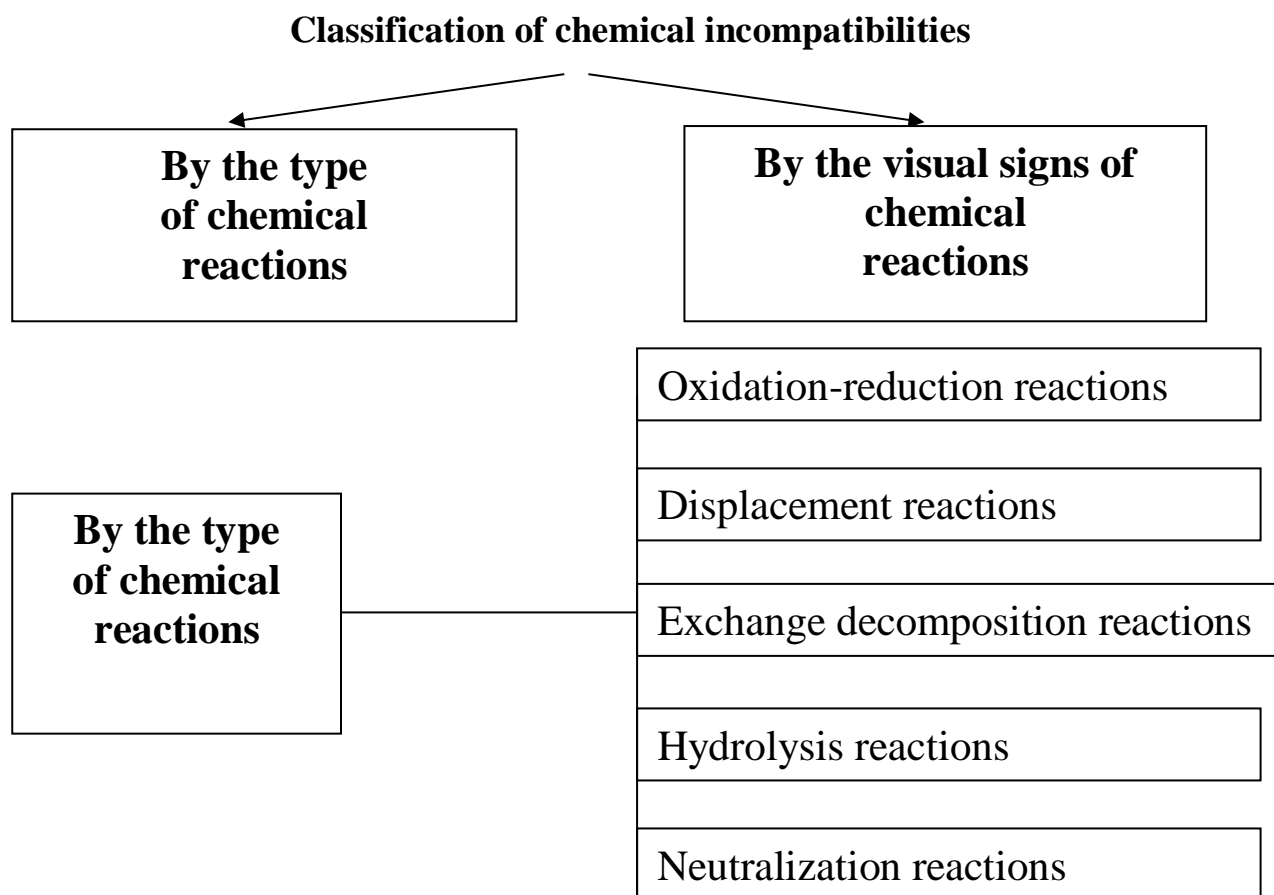 Classification of chemical incompatibilities
By the type
of chemical
reactions
By the visual signs of
chemical
reactions
Oxidation-reduction reactions
Displacement reactions
By the type
of chemical
reactions
Exchange decomposition reactions
Hydrolysis reactions
Neutralization reactions